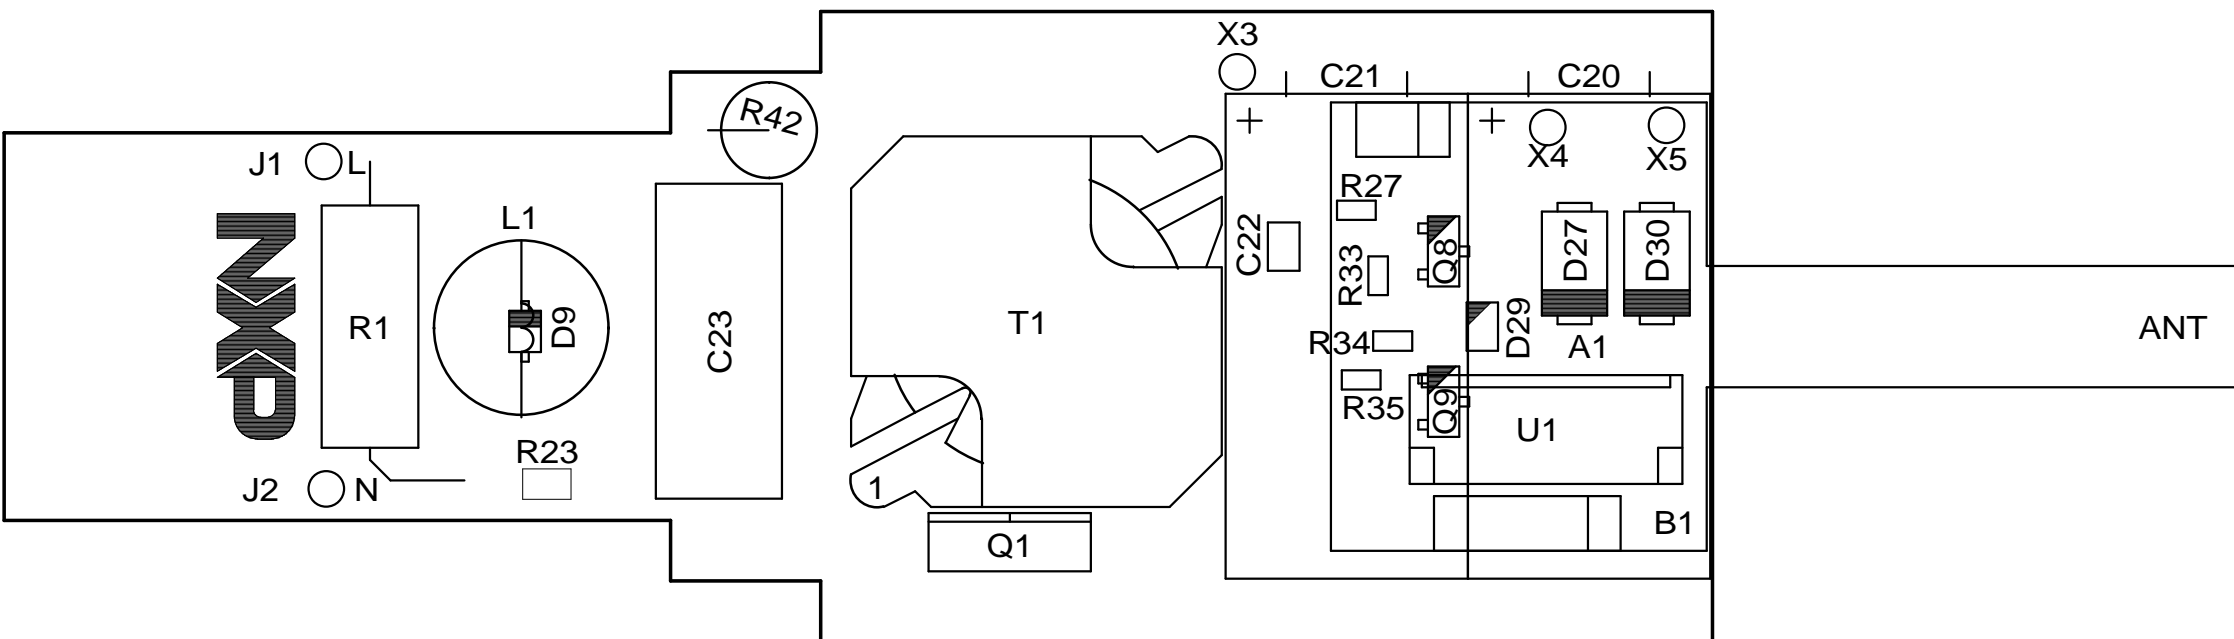 X3
C21
C20
+
+
R42
X4
X5
J1
L
R27
L1
C22
Q8
D27
D30
R33
NXP
R1
D9
C23
T1
R34
D29
A1
ANT
R35
Q9
U1
R23
J2
N
1
Q1
B1